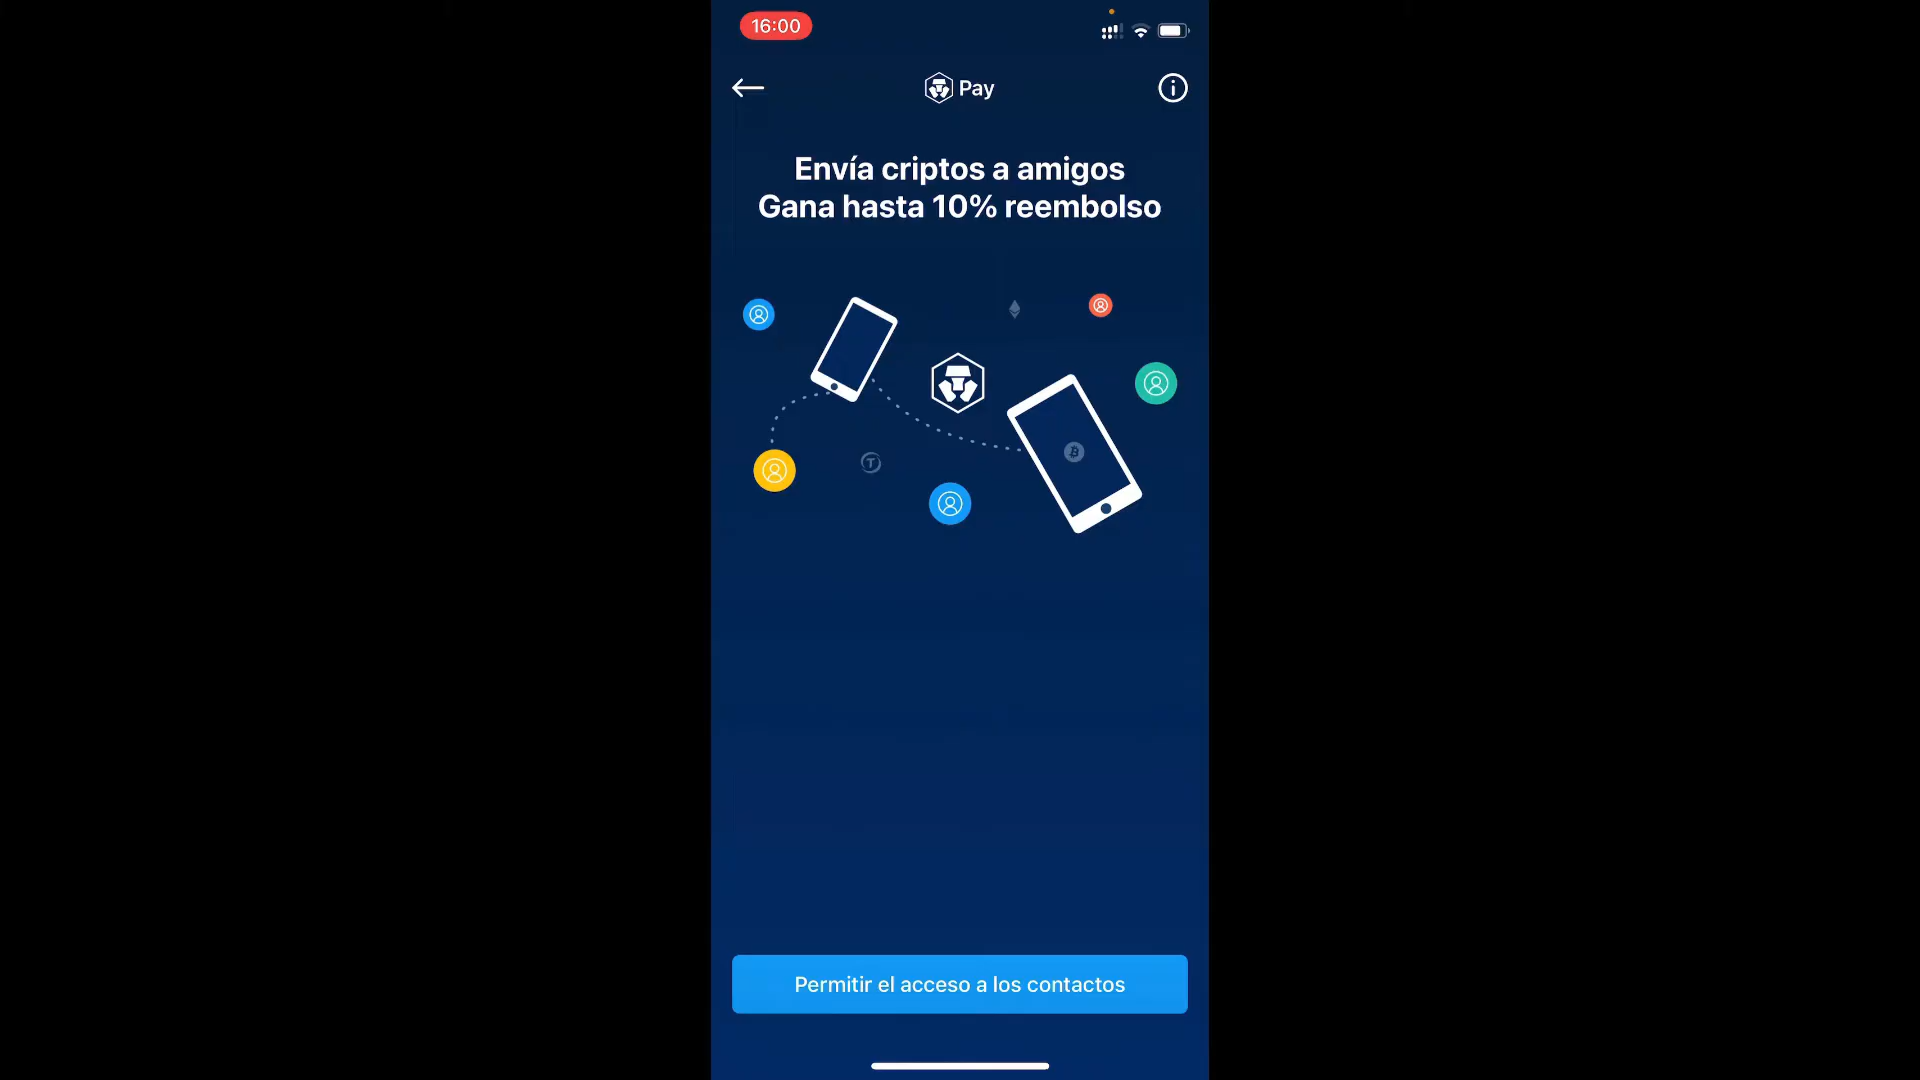 16:00
Pay
Envía criptos a amigos
Gana hasta 10% reembolso
Permitir el acceso a los contactos